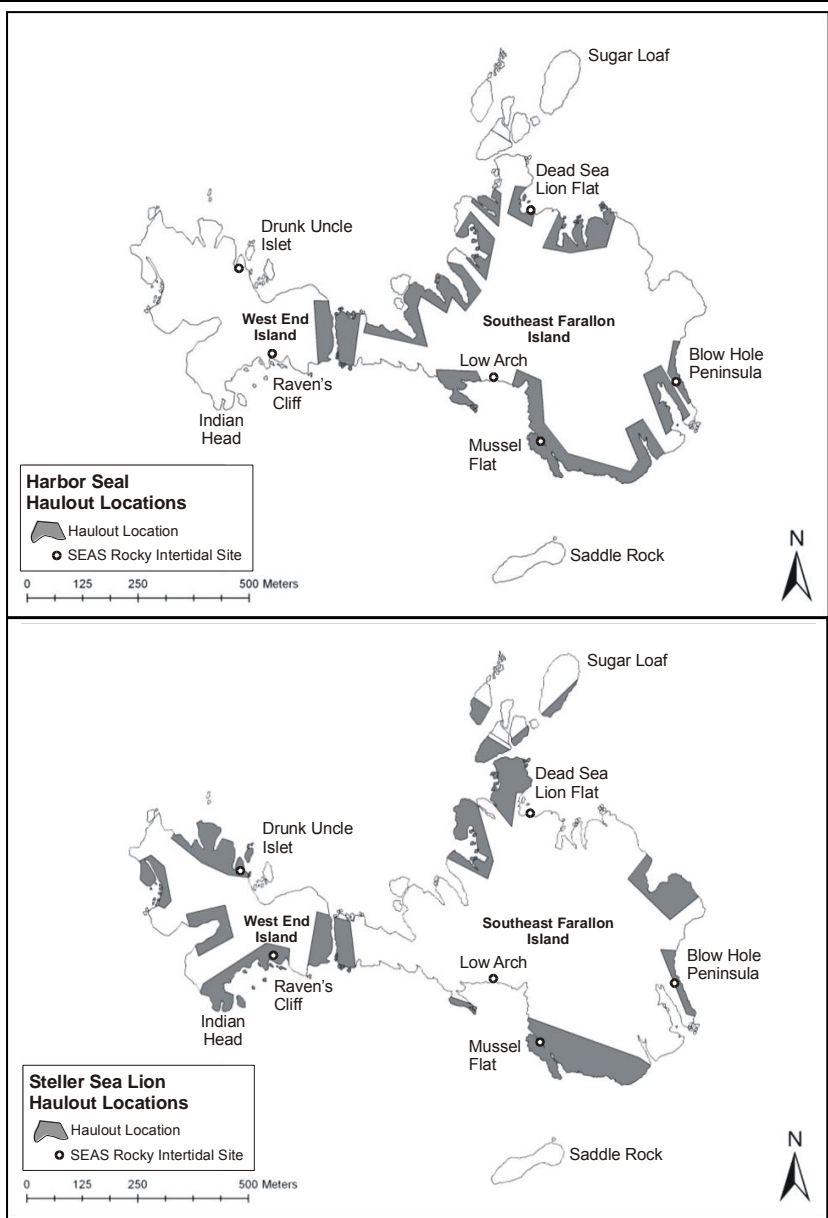 Sugar Loaf
Dead Sea
Lion Flat
Drunk Uncle
Islet
West End
Island
Southeast Farallon
Island
Low Arch
Blow Hole
Peninsula
Raven's
Cliff
Indian
Head
Mussel
Flat
Harbor Seal
Haulout Locations
Haulout Location
SEAS Rocky Intertidal Site
0 125 250 500 Meters
Saddle Rock
N
Sugar Loaf
Dead Sea
Lion Flat
Drunk Uncle
Islet
West End
Island
Southeast Farallon
Island
Low Arch
Blow Hole
Peninsula
Raven's
Cliff
Indian
Head
Mussel
Flat
Steller Sea Lion
Haulout Locations
Haulout Location
SEAS Rocky Intertidal Site
0 125 250 500 Meters
Saddle Rock
N